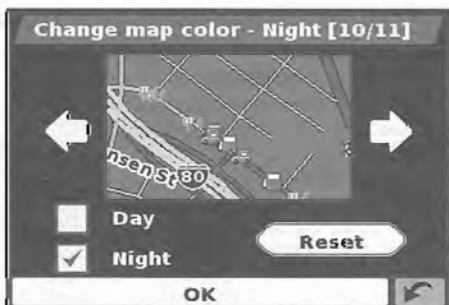 Change map color - Night [10/11]
nsen St
80
Day
Night
Reset
OK